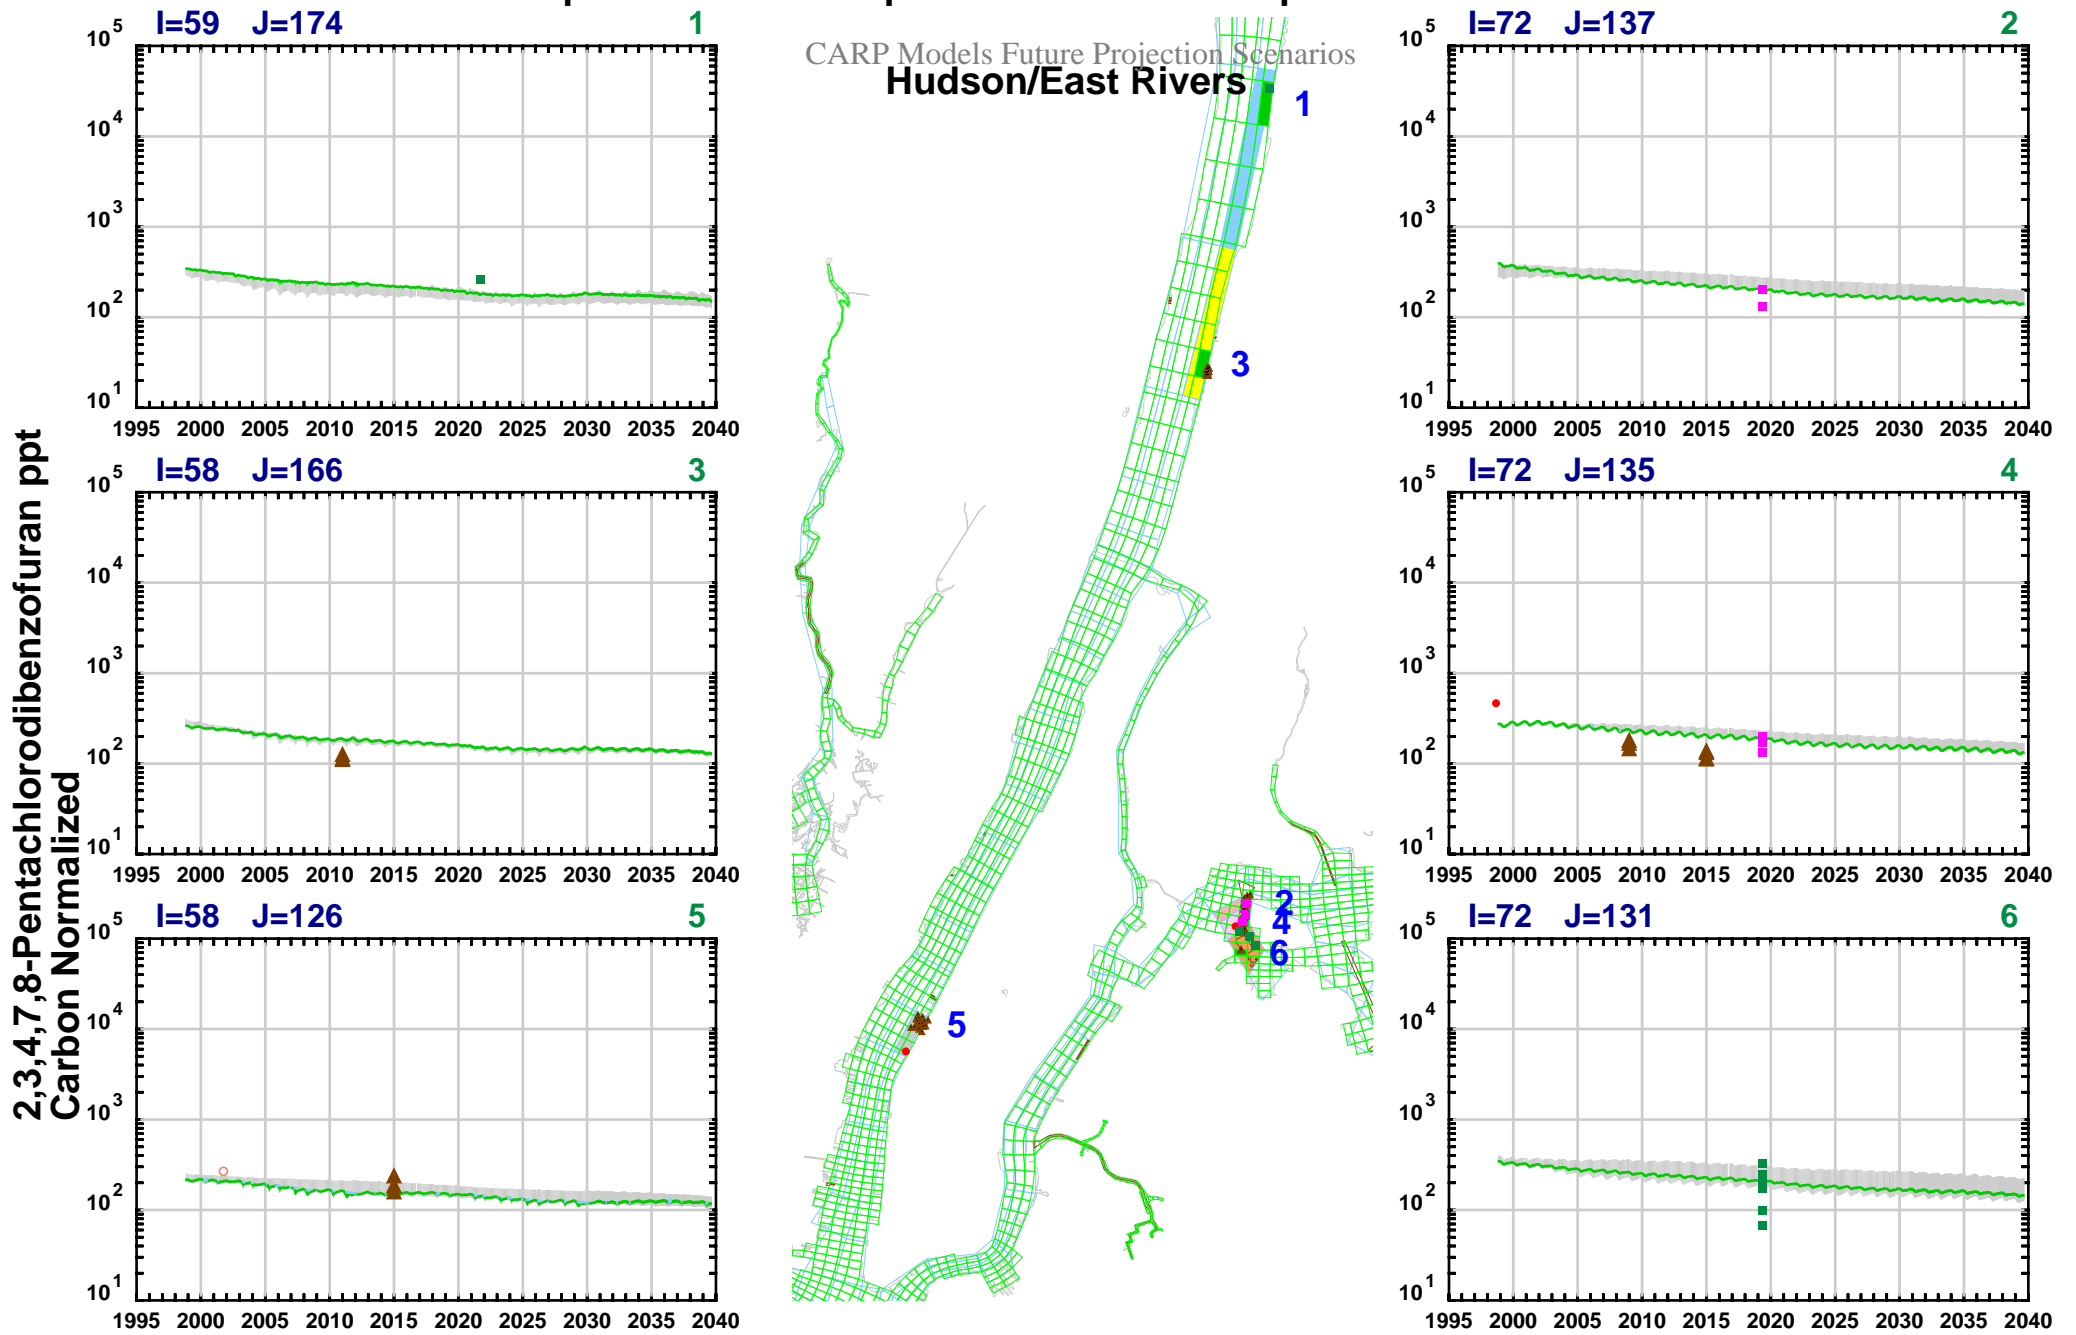 CARP Models Future Projection Scenarios
Hudson/East Rivers
2,3,4,7,8-Pentachlorodibenzofuran ppt
Carbon Normalized
I=59 J=174 1
10^5
10^4
10^3
10^2
10^1
1995 2000 2005 2010 2015 2020 2025 2030 2035 2040
I=72 J=137 2
10^5
10^4
10^3
10^2
10^1
1995 2000 2005 2010 2015 2020 2025 2030 2035 2040
I=58 J=166 3
10^5
10^4
10^3
10^2
10^1
1995 2000 2005 2010 2015 2020 2025 2030 2035 2040
I=72 J=135 4
10^5
10^4
10^3
10^2
10^1
1995 2000 2005 2010 2015 2020 2025 2030 2035 2040
I=58 J=126 5
10^5
10^4
10^3
10^2
10^1
1995 2000 2005 2010 2015 2020 2025 2030 2035 2040
I=72 J=131 6
10^5
10^4
10^3
10^2
10^1
1995 2000 2005 2010 2015 2020 2025 2030 2035 2040
1
3
2
4
6
5